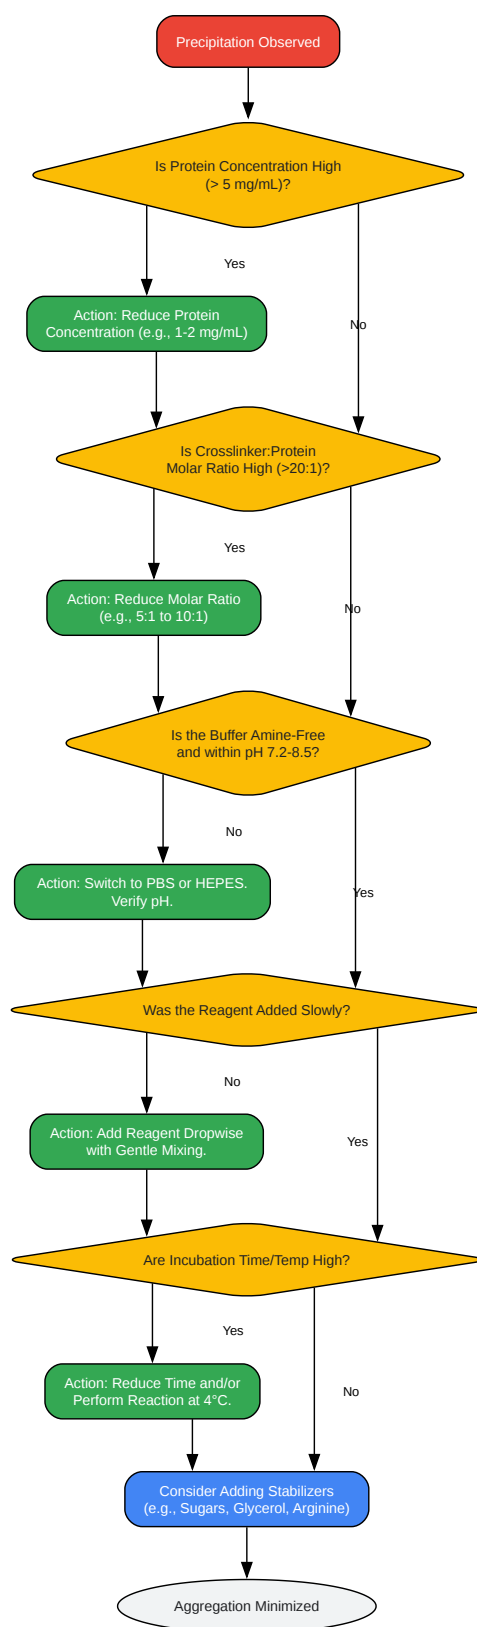 Precipitation Observed
Is Protein Concentration High
(> 5 mg/mL)?
Yes
Action: Reduce Protein
Concentration (e.g., 1-2 mg/mL)
No
Is Crosslinker:Protein
Molar Ratio High (>20:1)?
Yes
Action: Reduce Molar Ratio
(e.g., 5:1 to 10:1)
No
Is the Buffer Amine-Free
and within pH 7.2-8.5?
No
Action: Switch to PBS or HEPES.
Verify pH.
Yes
Was the Reagent Added Slowly?
No
Action: Add Reagent Dropwise
with Gentle Mixing.
Yes
Are Incubation Time/Temp High?
Yes
Action: Reduce Time and/or
Perform Reaction at 4°C.
No
Consider Adding Stabilizers
(e.g., Sugars, Glycerol, Arginine)
Aggregation Minimized